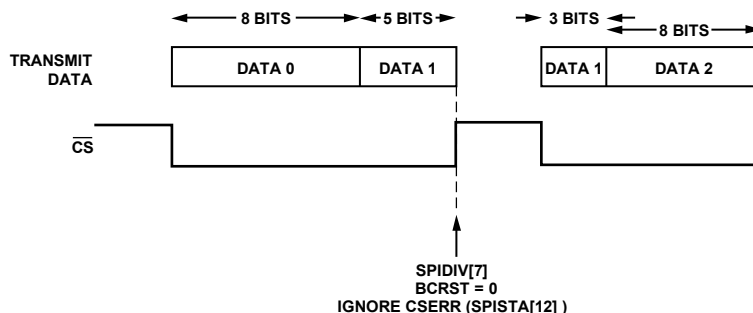 8 BITS 5 BITS 3 BITS
8 BITS
TRANSMIT
DATA
DATA 0 DATA 1 DATA 1 DATA 2
CS
SPIDIV[7]
BCRST = 0
IGNORE CSERR (SPISTA[12] )